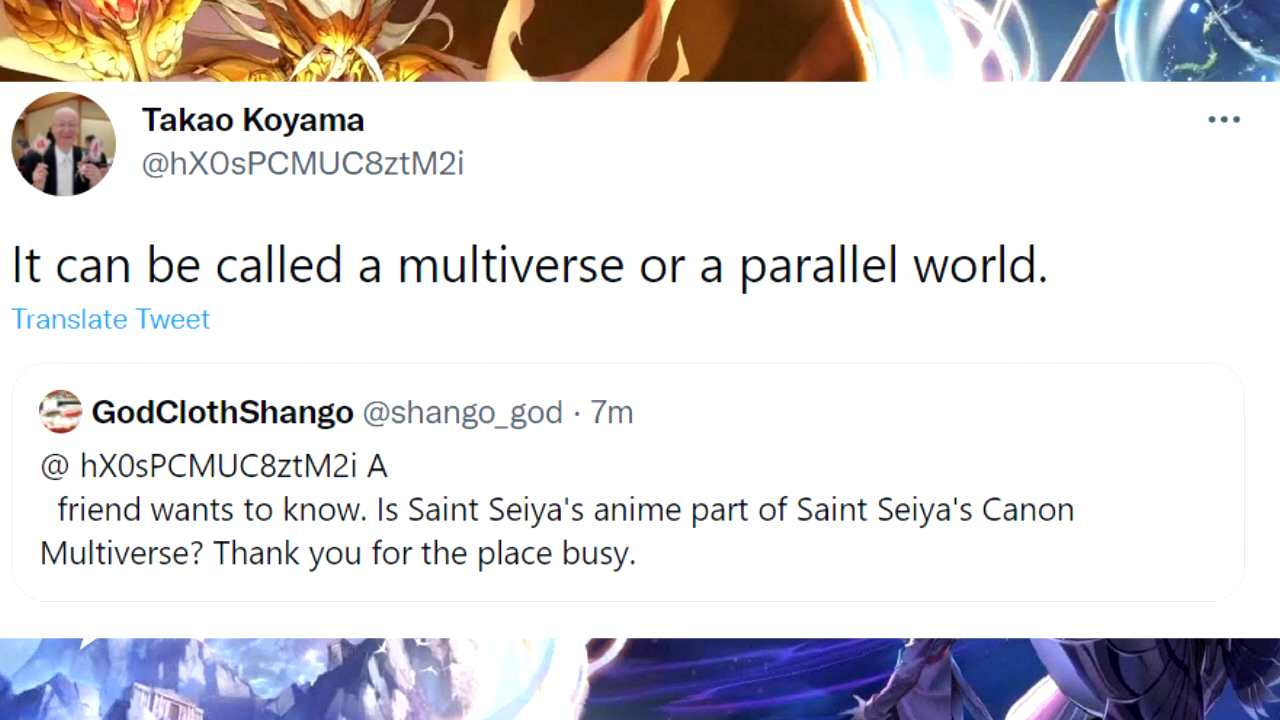 Takao Koyama
@hX0sPCMUC8ztM2i
It can be called a multiverse or a parallel world.
Translate Tweet
GodClothShango @shango_god · 7m
@ hX0sPCMUC8ztM2i A
friend wants to know. Is Saint Seiya's anime part of Saint Seiya's Canon
Multiverse? Thank you for the place busy.